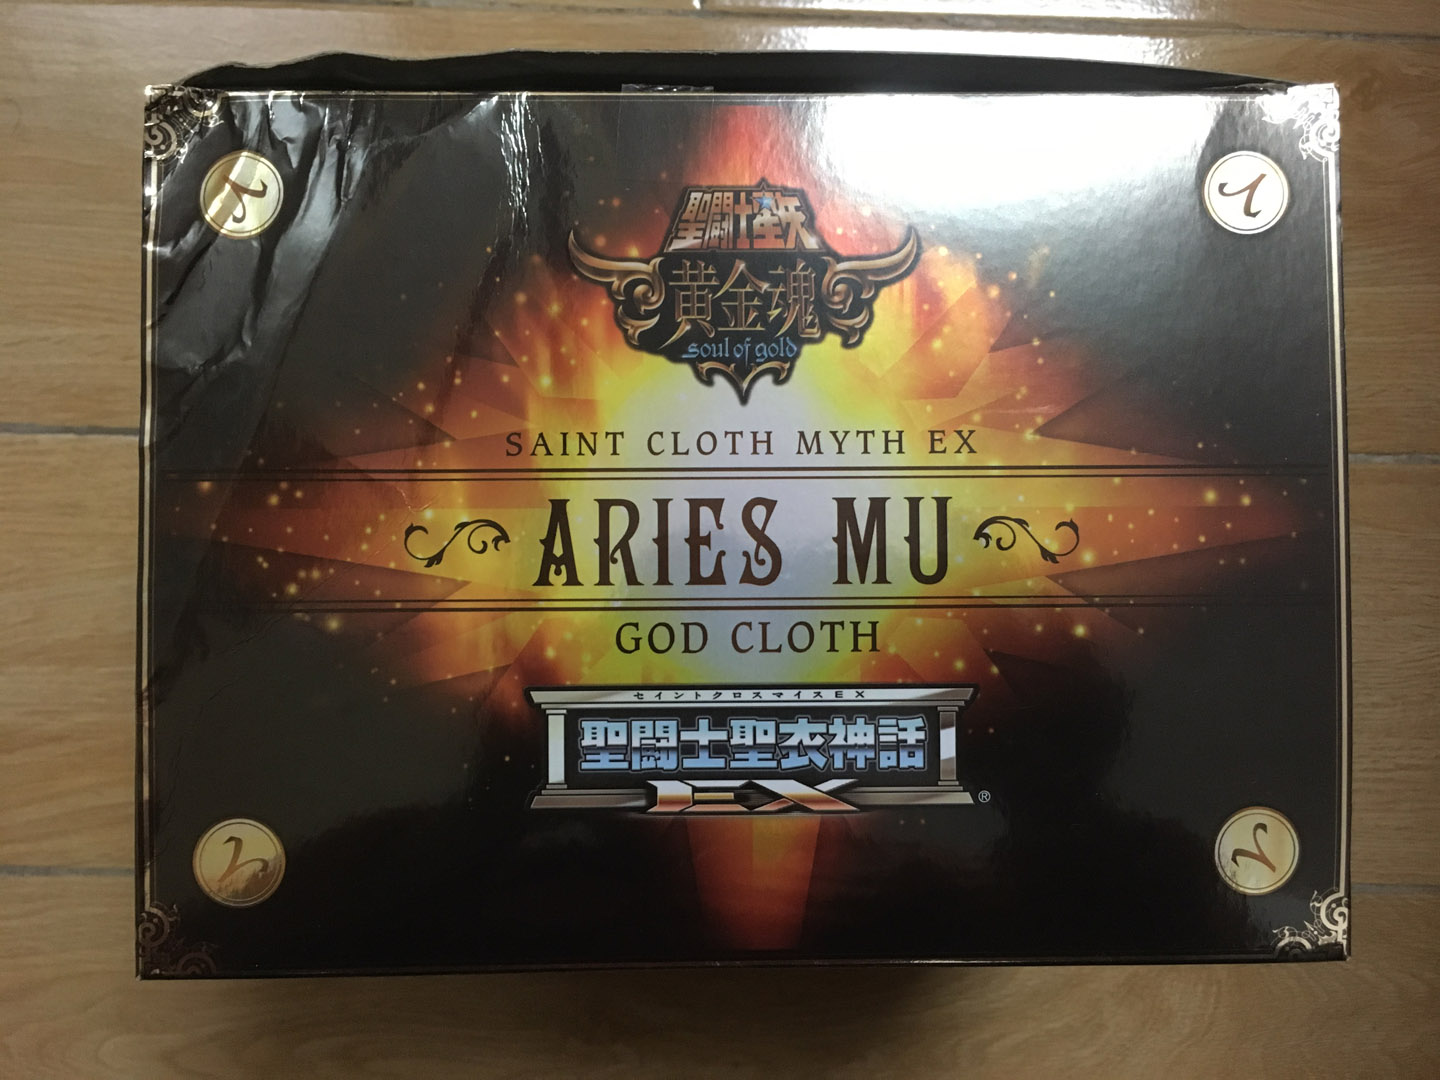 聖闘士星矢
黄金魂
soul of gold
SAINT CLOTH MYTH EX
ARIES MU
GOD CLOTH
セイントクロスマイスEX
聖闘士聖衣神話
EX
®